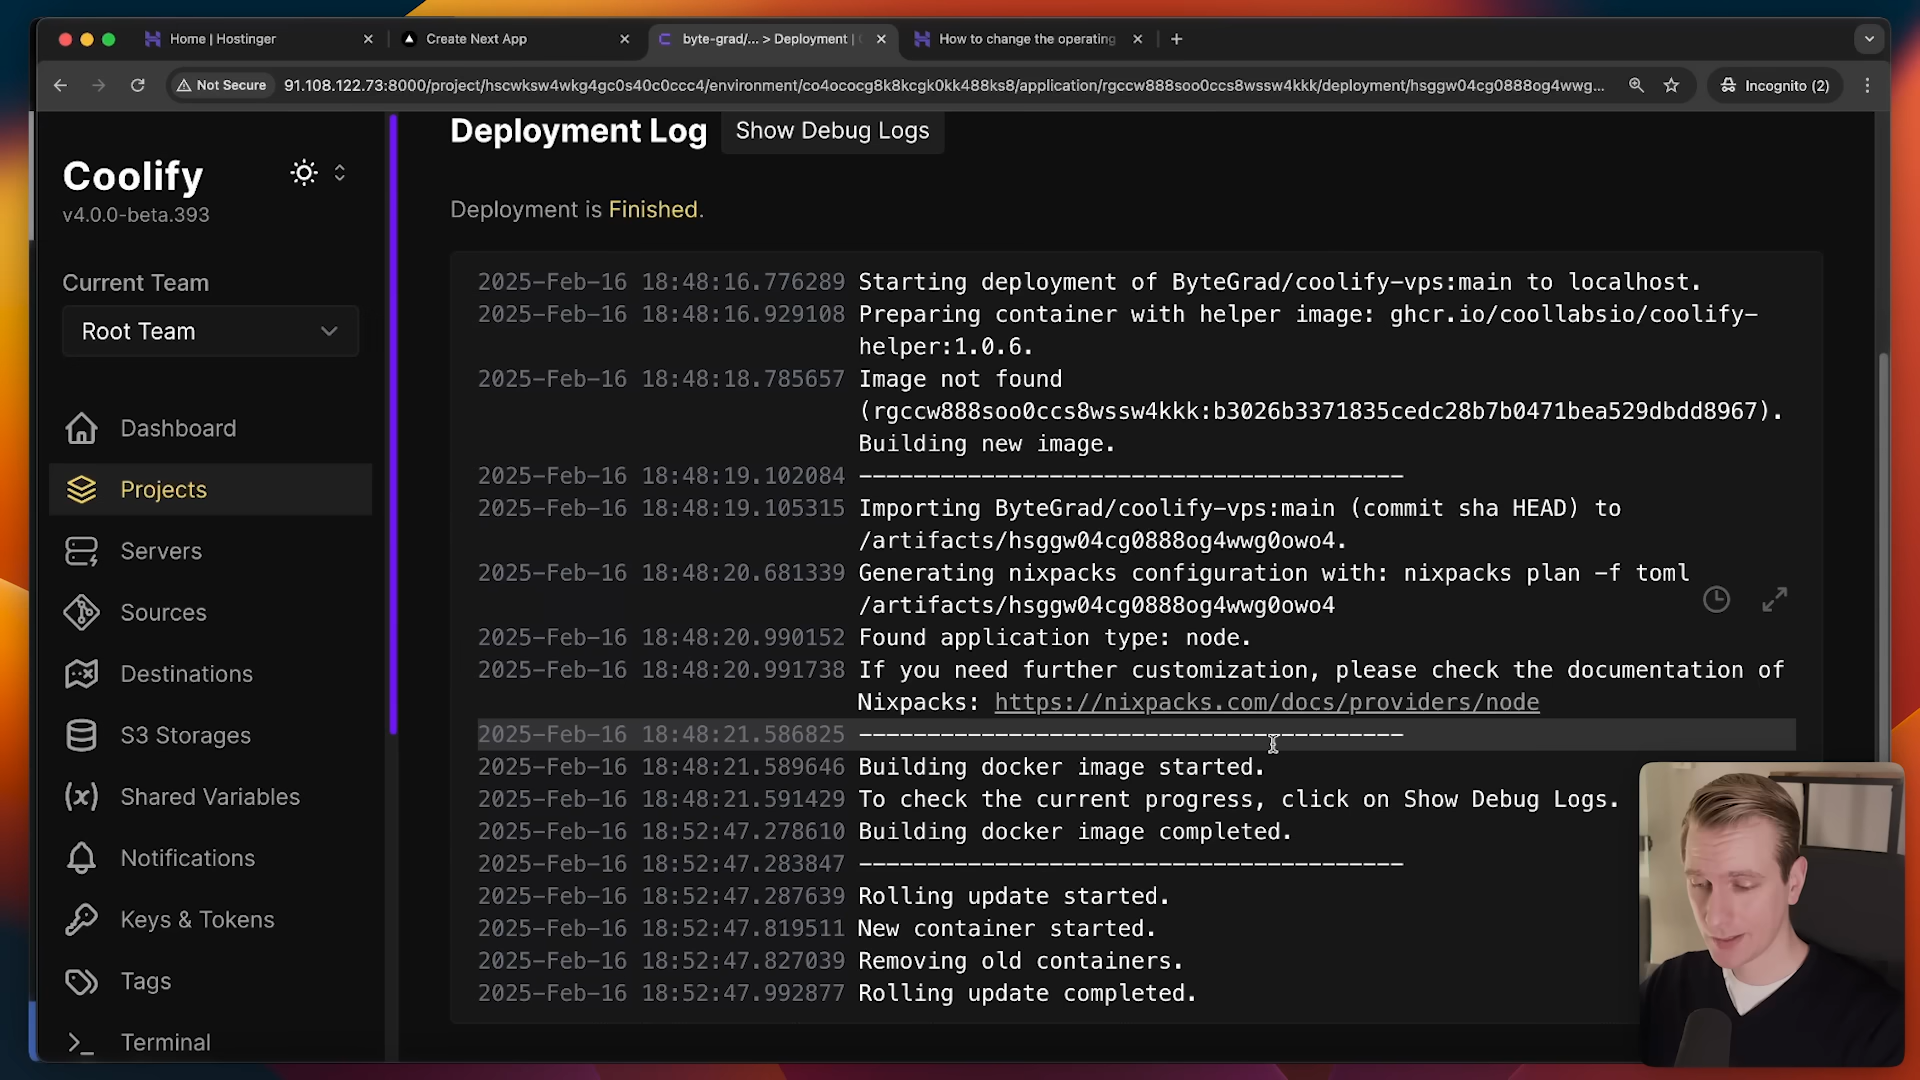 Home | Hostinger
Create Next App
byte-grad/... > Deployment |
How to change the operating
Not Secure
91.108.122.73:8000/project/hscwksw4wkg4gc0s40c0ccc4/environment/co4ococg8k8kcgk0kk488ks8/application/rgccw888soo0ccs8wssw4kkk/deployment/hsggw04cg0888og4wwg...
Incognito (2)
Coolify
v4.0.0-beta.393
Current Team
Root Team
Dashboard
Projects
Servers
Sources
Destinations
S3 Storages
Shared Variables
Notifications
Keys & Tokens
Tags
Terminal
Deployment Log
Show Debug Logs
Deployment is Finished.
2025-Feb-16 18:48:16.776289 Starting deployment of ByteGrad/coolify-vps:main to localhost.
2025-Feb-16 18:48:16.929108 Preparing container with helper image: ghcr.io/coollabsio/coolify-
helper:1.0.6.
2025-Feb-16 18:48:18.785657 Image not found
(rgccw888soo0ccs8wssw4kkk:b3026b3371835cedc28b7b0471bea529dbdd8967).
Building new image.
2025-Feb-16 18:48:19.102084 ----------------------------------------
2025-Feb-16 18:48:19.105315 Importing ByteGrad/coolify-vps:main (commit sha HEAD) to
/artifacts/hsggw04cg0888og4wwg0owo4.
2025-Feb-16 18:48:20.681339 Generating nixpacks configuration with: nixpacks plan -f toml
/artifacts/hsggw04cg0888og4wwg0owo4
2025-Feb-16 18:48:20.990152 Found application type: node.
2025-Feb-16 18:48:20.991738 If you need further customization, please check the documentation of
Nixpacks: https://nixpacks.com/docs/providers/node
2025-Feb-16 18:48:21.586825 ----------------------------------------
2025-Feb-16 18:48:21.589646 Building docker image started.
2025-Feb-16 18:48:21.591429 To check the current progress, click on Show Debug Logs.
2025-Feb-16 18:52:47.278610 Building docker image completed.
2025-Feb-16 18:52:47.283847 ----------------------------------------
2025-Feb-16 18:52:47.287639 Rolling update started.
2025-Feb-16 18:52:47.819511 New container started.
2025-Feb-16 18:52:47.827039 Removing old containers.
2025-Feb-16 18:52:47.992877 Rolling update completed.